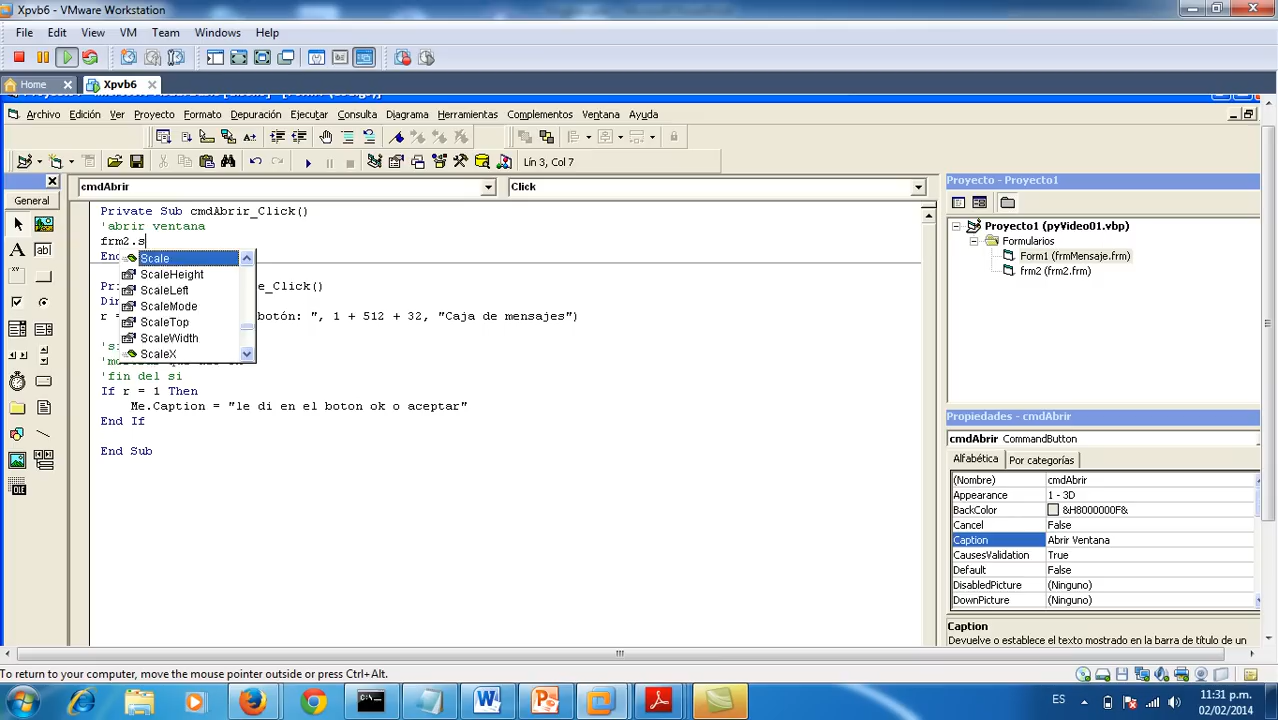 Xpvb6 - VMware Workstation
File Edit View VM Team Windows Help
Home Xpvb6
Archivo Edición Ver Proyecto Formato Depuración Ejecutar Consulta Diagrama Herramientas Complementos Ventana Ayuda
Lín 3, Col 7
General
cmdAbrir Click
Private Sub cmdAbrir_Click()
'abrir ventana
frm2.s
Scale
ScaleHeight
ScaleLeft
ScaleMode
ScaleTop
ScaleWidth
ScaleX
e_Click()
botón: ", 1 + 512 + 32, "Caja de mensajes")
'fin del si
If r = 1 Then
Me.Caption = "le di en el boton ok o aceptar"
End If
End Sub
Proyecto - Proyecto1
Proyecto1 (pyVideo01.vbp)
Formularios
Form1 (frmMensaje.frm)
frm2 (frm2.frm)
Propiedades - cmdAbrir
cmdAbrir CommandButton
Alfabética Por categorías
(Nombre) cmdAbrir
Appearance 1 - 3D
BackColor &H8000000F&
Cancel False
Caption Abrir Ventana
CausesValidation True
Default False
DisabledPicture (Ninguno)
DownPicture (Ninguno)
Caption
Devuelve o establece el texto mostrado en la barra de título de un
To return to your computer, move the mouse pointer outside or press Ctrl+Alt.
ES
11:31 p.m.
02/02/2014